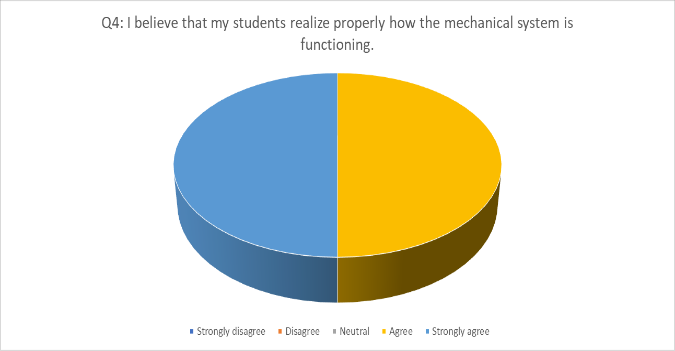 Q4: I believe that my students realize properly how the mechanical system is
functioning.
Strongly disagree Disagree Neutral Agree Strongly agree